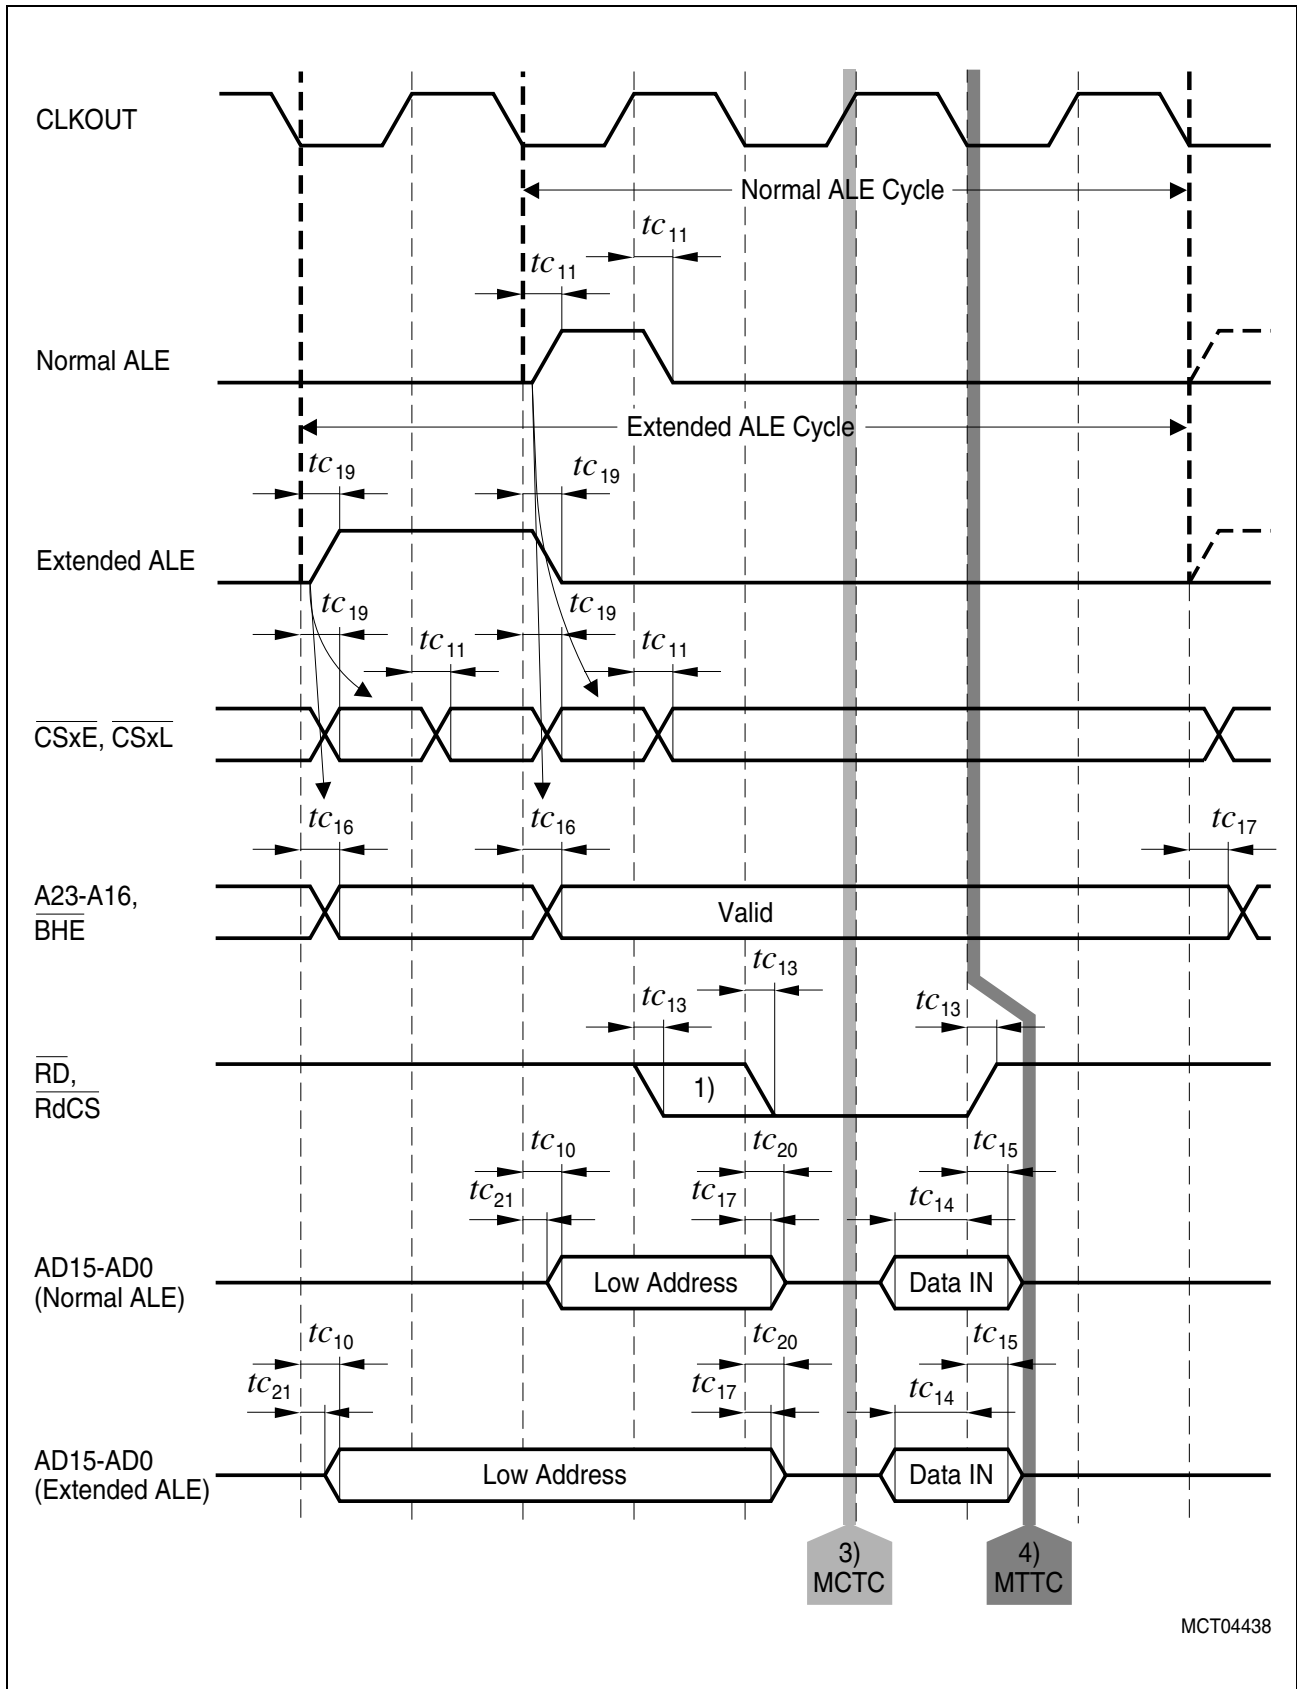 CLKOUT
Normal ALE Cycle
tc11
tc11
Normal ALE
Extended ALE Cycle
tc19
tc19
Extended ALE
tc19
tc19
tc11
tc11
CSxE, CSxL
tc16
tc16
tc17
A23-A16,
BHE
Valid
tc13
tc13
tc13
RD,
RdCS
1)
tc10
tc20
tc15
tc21
tc17
tc14
AD15-AD0
(Normal ALE)
Low Address
Data IN
tc10
tc20
tc15
tc21
tc17
tc14
AD15-AD0
(Extended ALE)
Low Address
Data IN
3)
MCTC
4)
MTTC
MCT04438